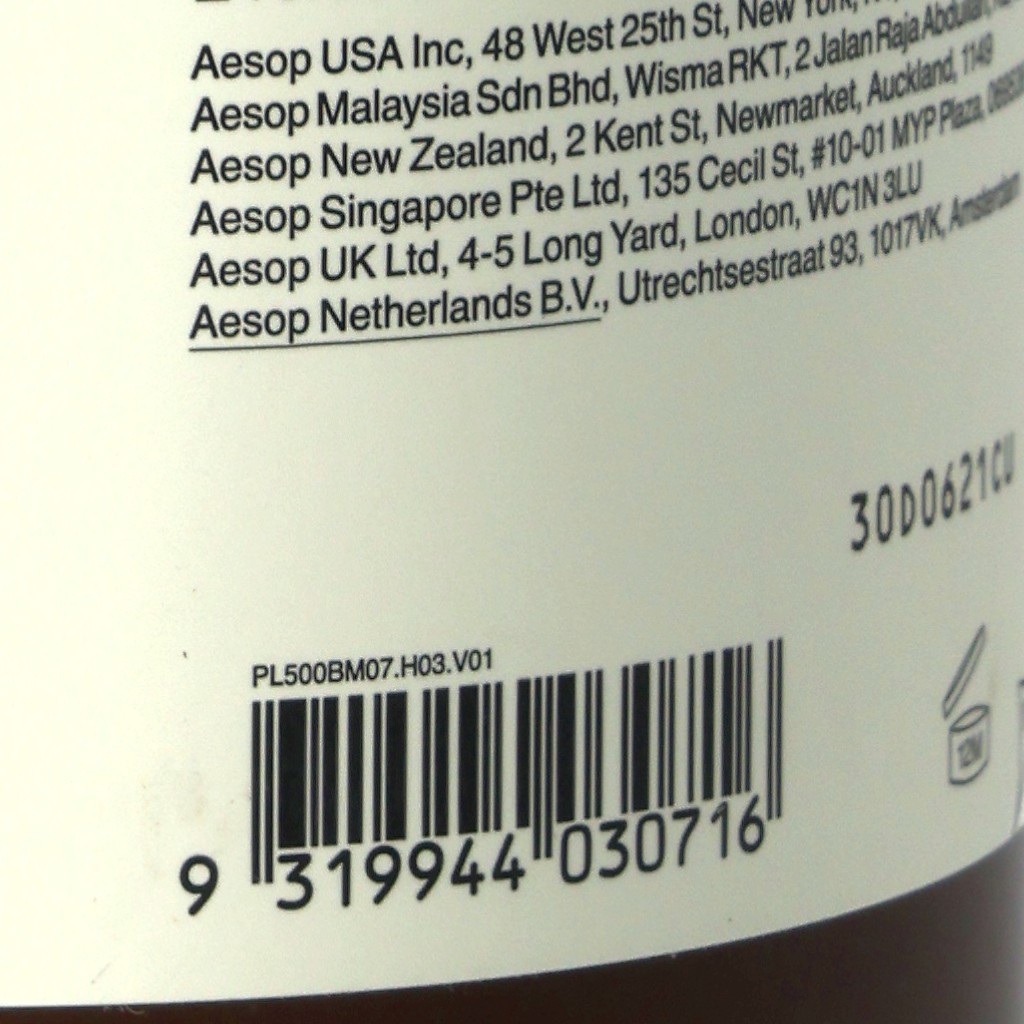 Aesop USA Inc, 48 West 25th St, New York,
Aesop Malaysia Sdn Bhd, Wisma RKT, 2 Jalan Raja Abdullah,
Aesop New Zealand, 2 Kent St, Newmarket, Auckland, 1149
Aesop Singapore Pte Ltd, 135 Cecil St, #10-01 MYP Plaza,
Aesop UK Ltd, 4-5 Long Yard, London, WC1N 3LU
Aesop Netherlands B.V., Utrechtsestraat 93, 1017VK, Amsterdam
30D0621CU
PL500BM07.H03.V01
12M
9 319944 030716